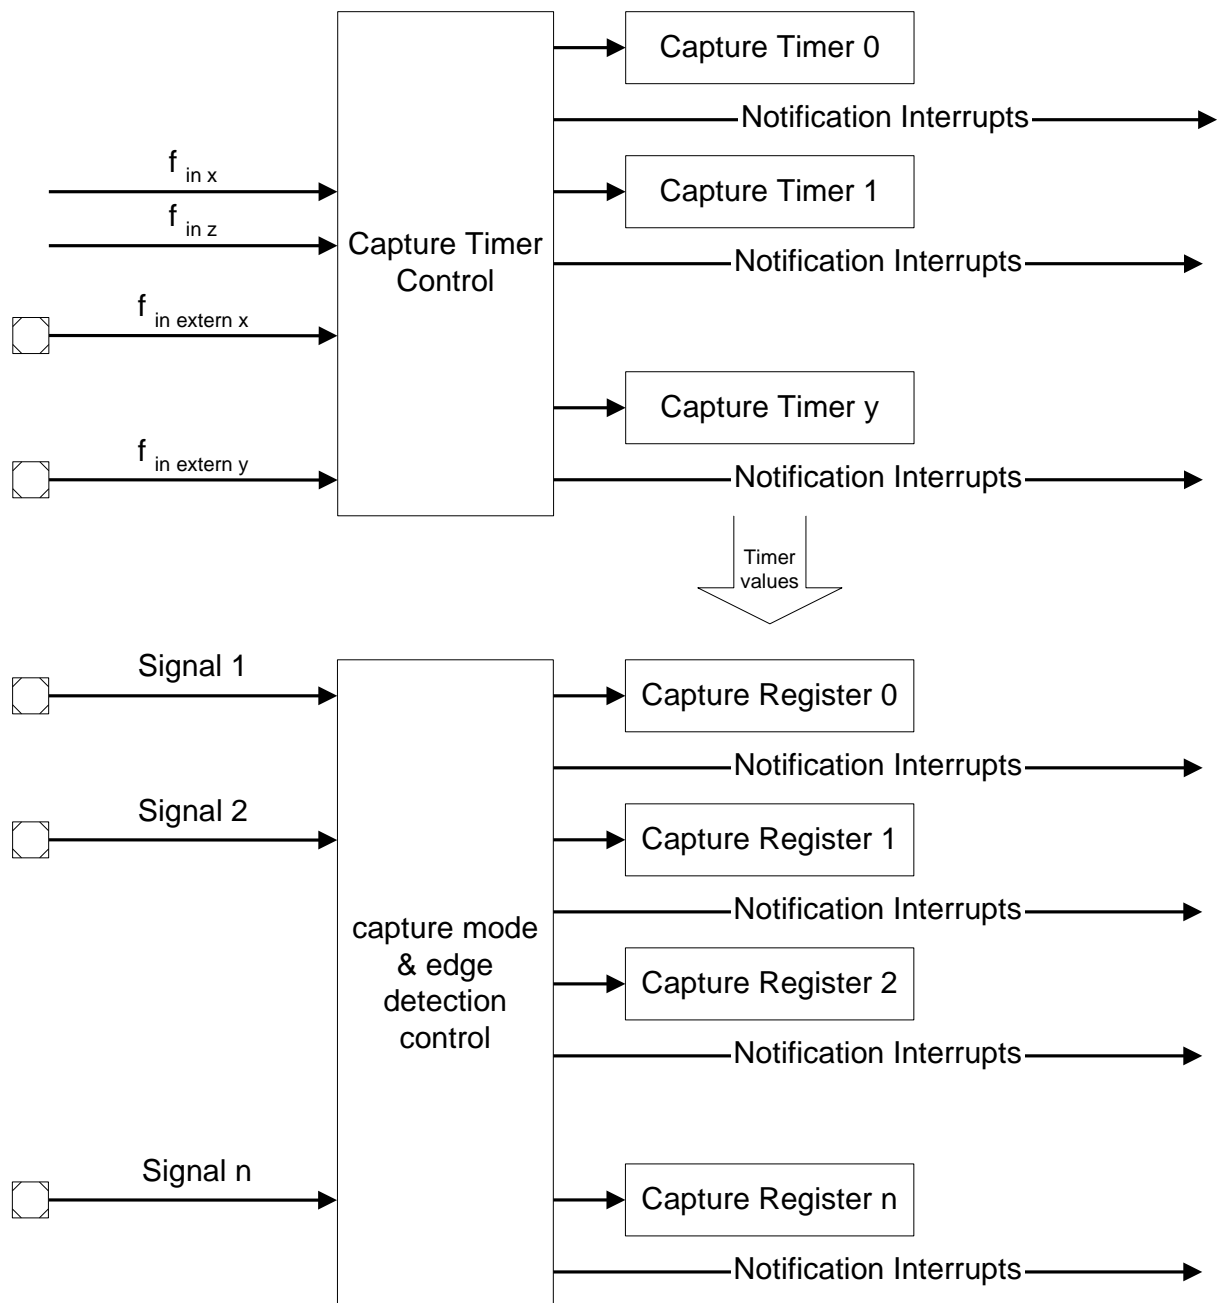 Capture Timer 0
Notification Interrupts
f in x
Capture Timer 1
f in z
Capture Timer
Control
Notification Interrupts
f in extern x
Capture Timer y
f in extern y
Notification Interrupts
Timer
values
Signal 1
Capture Register 0
Notification Interrupts
Signal 2
Capture Register 1
Notification Interrupts
capture mode
& edge
detection
control
Capture Register 2
Notification Interrupts
Signal n
Capture Register n
Notification Interrupts